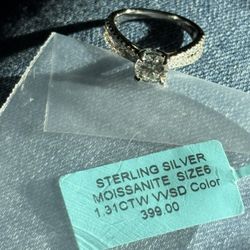 STERLING SILVER
MOISSANITE SIZE6
1.31CTW VVSD Color
399.00